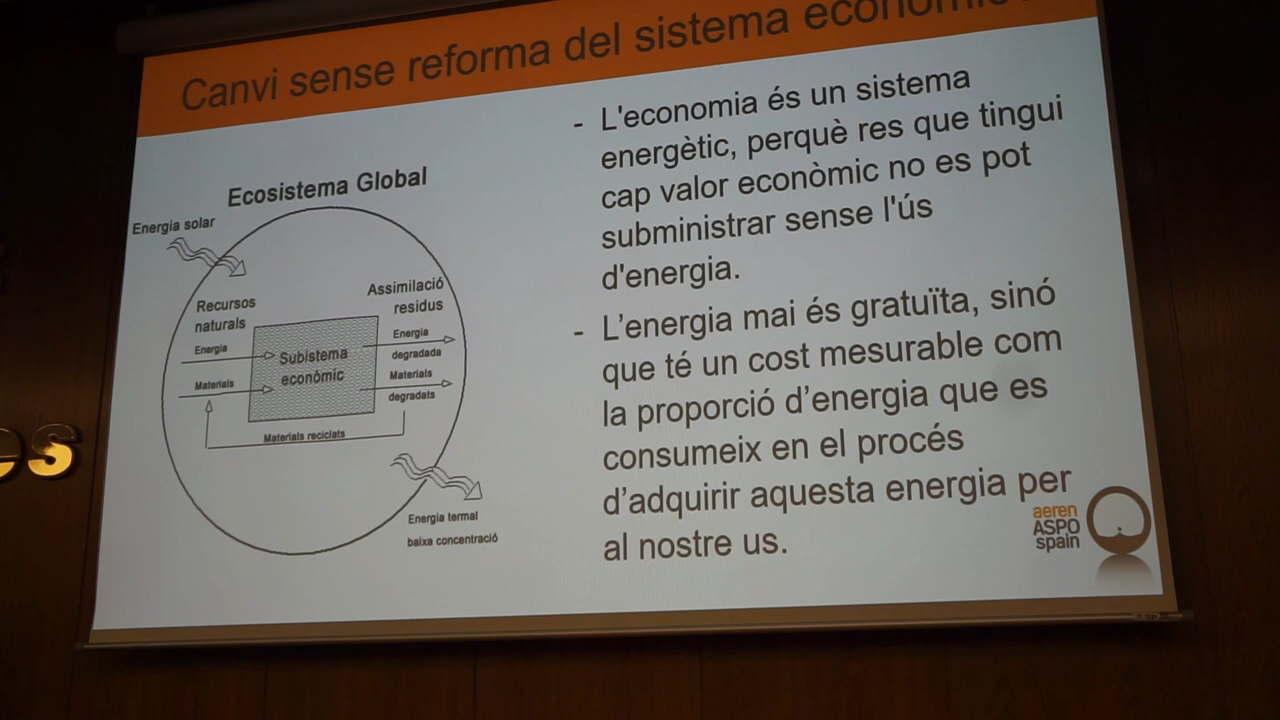 Canvi sense reforma del sistema
Ecosistema Global
Energia solar
Recursos
naturals
Assimilació
residus
Energia
Materials
Subistema
econòmic
Energia
degradada
Materials
degradats
Materials reciclats
Energia termal
baixa concentració
- L'economia és un sistema
energètic, perquè res que tingui
cap valor econòmic no es pot
subministrar sense l'ús
d'energia.
- L’energia mai és gratuïta, sinó
que té un cost mesurable com
la proporció d’energia que es
consumeix en el procés
d’adquirir aquesta energia per
al nostre us.
aeren
ASPO
spain